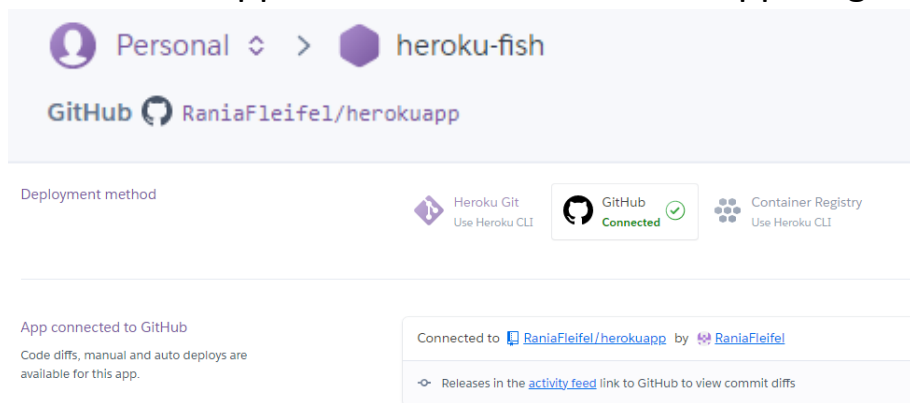 Personal > heroku-fish
GitHub RaniaFleifel/herokuapp
Deployment method
Heroku Git
Use Heroku CLI
GitHub
Connected
Container Registry
Use Heroku CLI
App connected to GitHub
Code diffs, manual and auto deploys are
available for this app.
Connected to RaniaFleifel/herokuapp by RaniaFleifel
Releases in the activity feed link to GitHub to view commit diffs